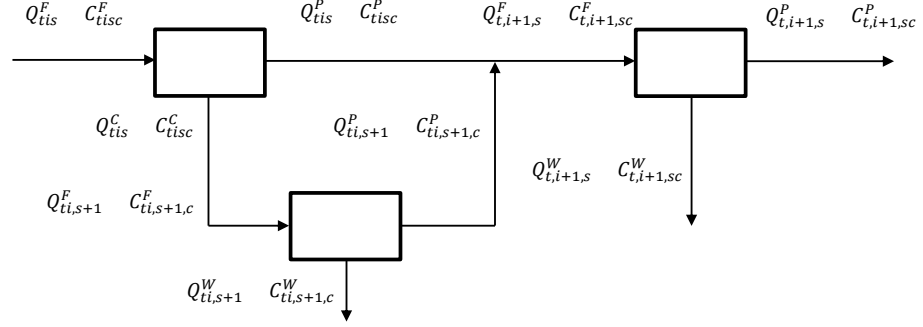 Q^F_{tis} C^F_{tisc} Q^P_{tis} C^P_{tisc} Q^F_{t,i+1,s} C^F_{t,i+1,sc} Q^P_{t,i+1,s} C^P_{t,i+1,sc}
Q^C_{tis} C^C_{tisc} Q^P_{ti,s+1} C^P_{ti,s+1,c}
Q^W_{t,i+1,s} C^W_{t,i+1,sc}
Q^F_{ti,s+1} C^F_{ti,s+1,c}
Q^W_{ti,s+1} C^W_{ti,s+1,c}